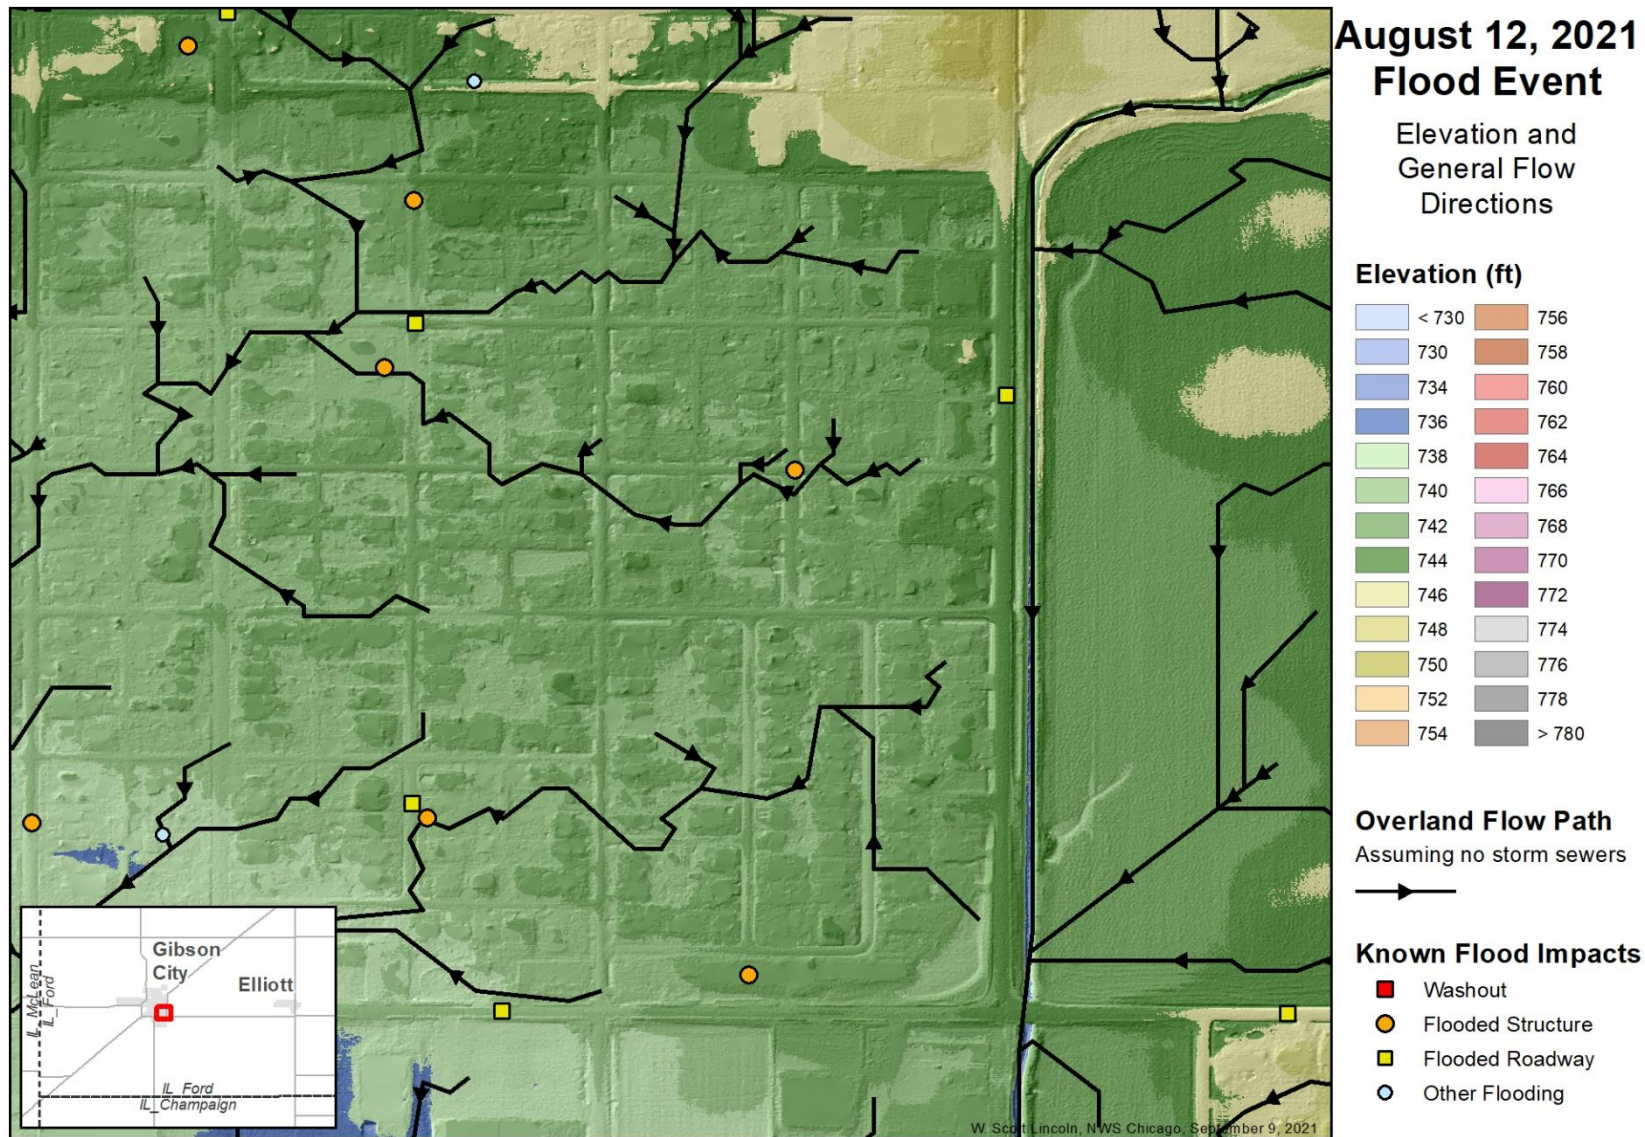 August 12, 2021
Flood Event
Elevation and
General Flow
Directions
Elevation (ft)
< 730 756
730 758
734 760
736 762
738 764
740 766
742 768
744 770
746 772
748 774
750 776
752 778
754 > 780
Overland Flow Path
Assuming no storm sewers
Known Flood Impacts
Washout
Flooded Structure
Flooded Roadway
Other Flooding
Gibson
City
Elliott
IL_McLean
IL_Ford
IL_Ford
IL_Champaign
W. Scott Lincoln, NWS Chicago, September 9, 2021